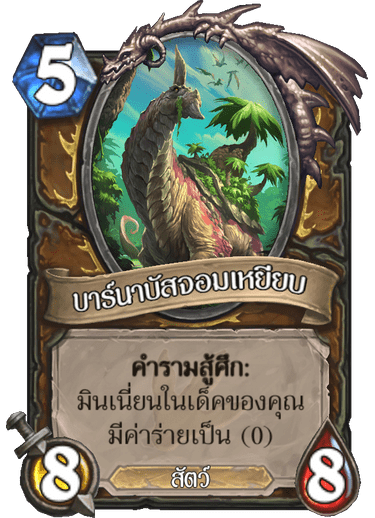 5
บาร์นาบัสจอมเหยียบ
คำรามสู้ศึก:
มินเนี่ยนในเด็คของคุณ
มีค่าร่ายเป็น (0)
8
สัตว์
8